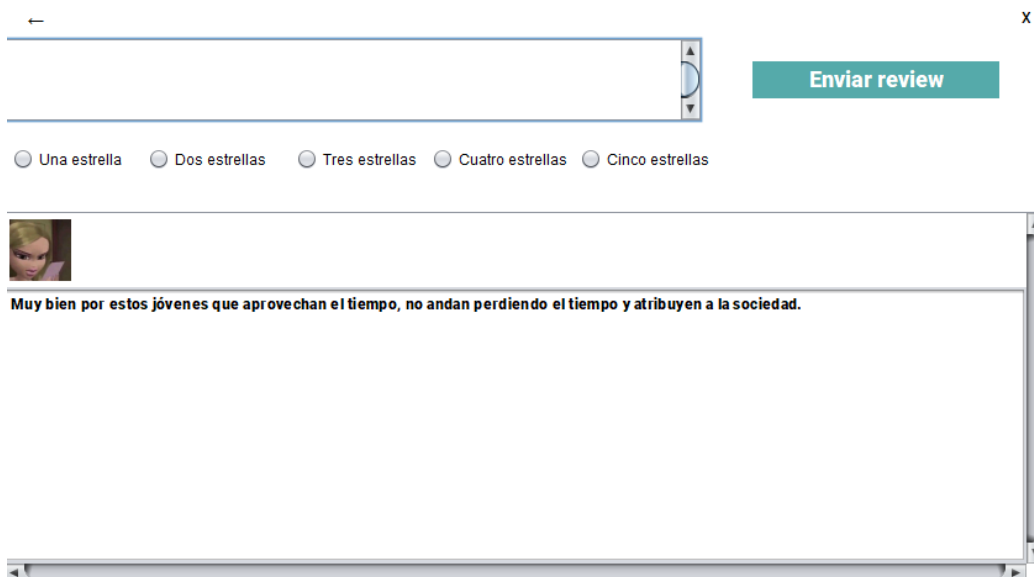 ← X
Enviar review
Una estrella Dos estrellas Tres estrellas Cuatro estrellas Cinco estrellas
Muy bien por estos jóvenes que aprovechan el tiempo, no andan perdiendo el tiempo y atribuyen a la sociedad.